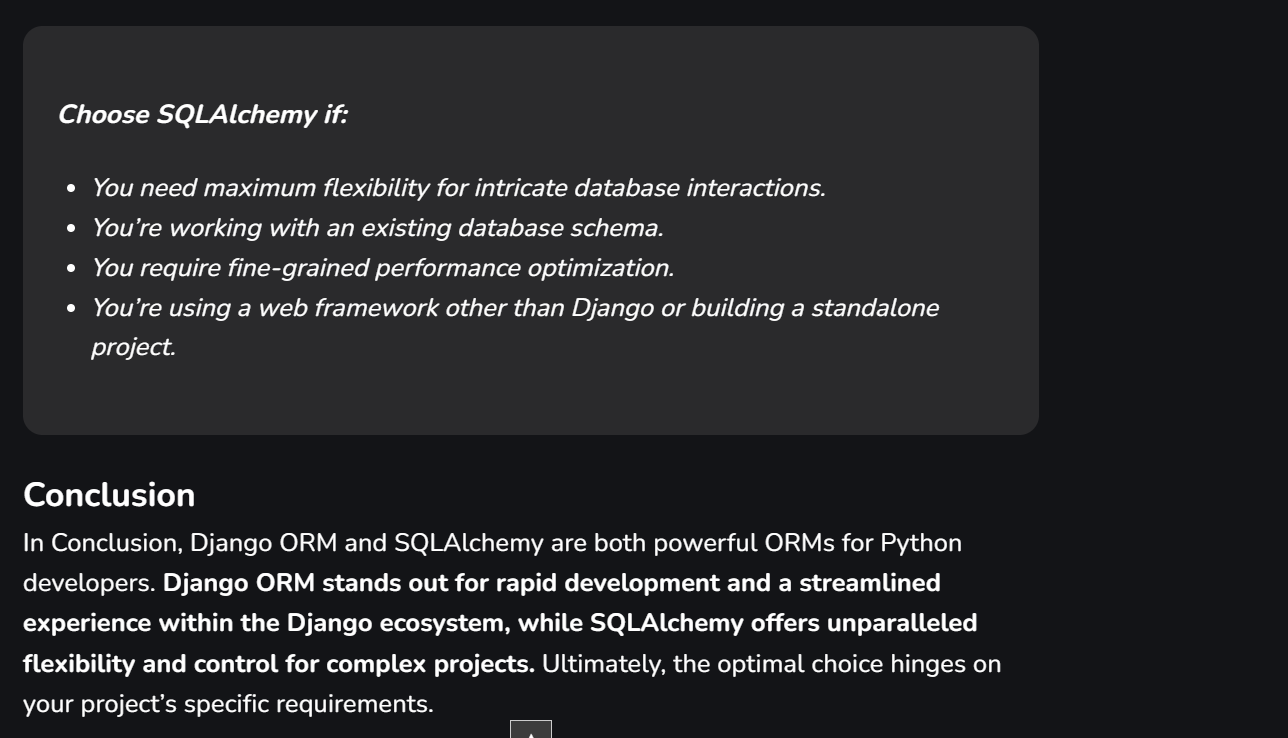 Choose SQLAlchemy if:
• You need maximum flexibility for intricate database interactions.
• You’re working with an existing database schema.
• You require fine-grained performance optimization.
• You’re using a web framework other than Django or building a standalone
project.
Conclusion
In Conclusion, Django ORM and SQLAlchemy are both powerful ORMs for Python
developers. Django ORM stands out for rapid development and a streamlined
experience within the Django ecosystem, while SQLAlchemy offers unparalleled
flexibility and control for complex projects. Ultimately, the optimal choice hinges on
your project’s specific requirements.